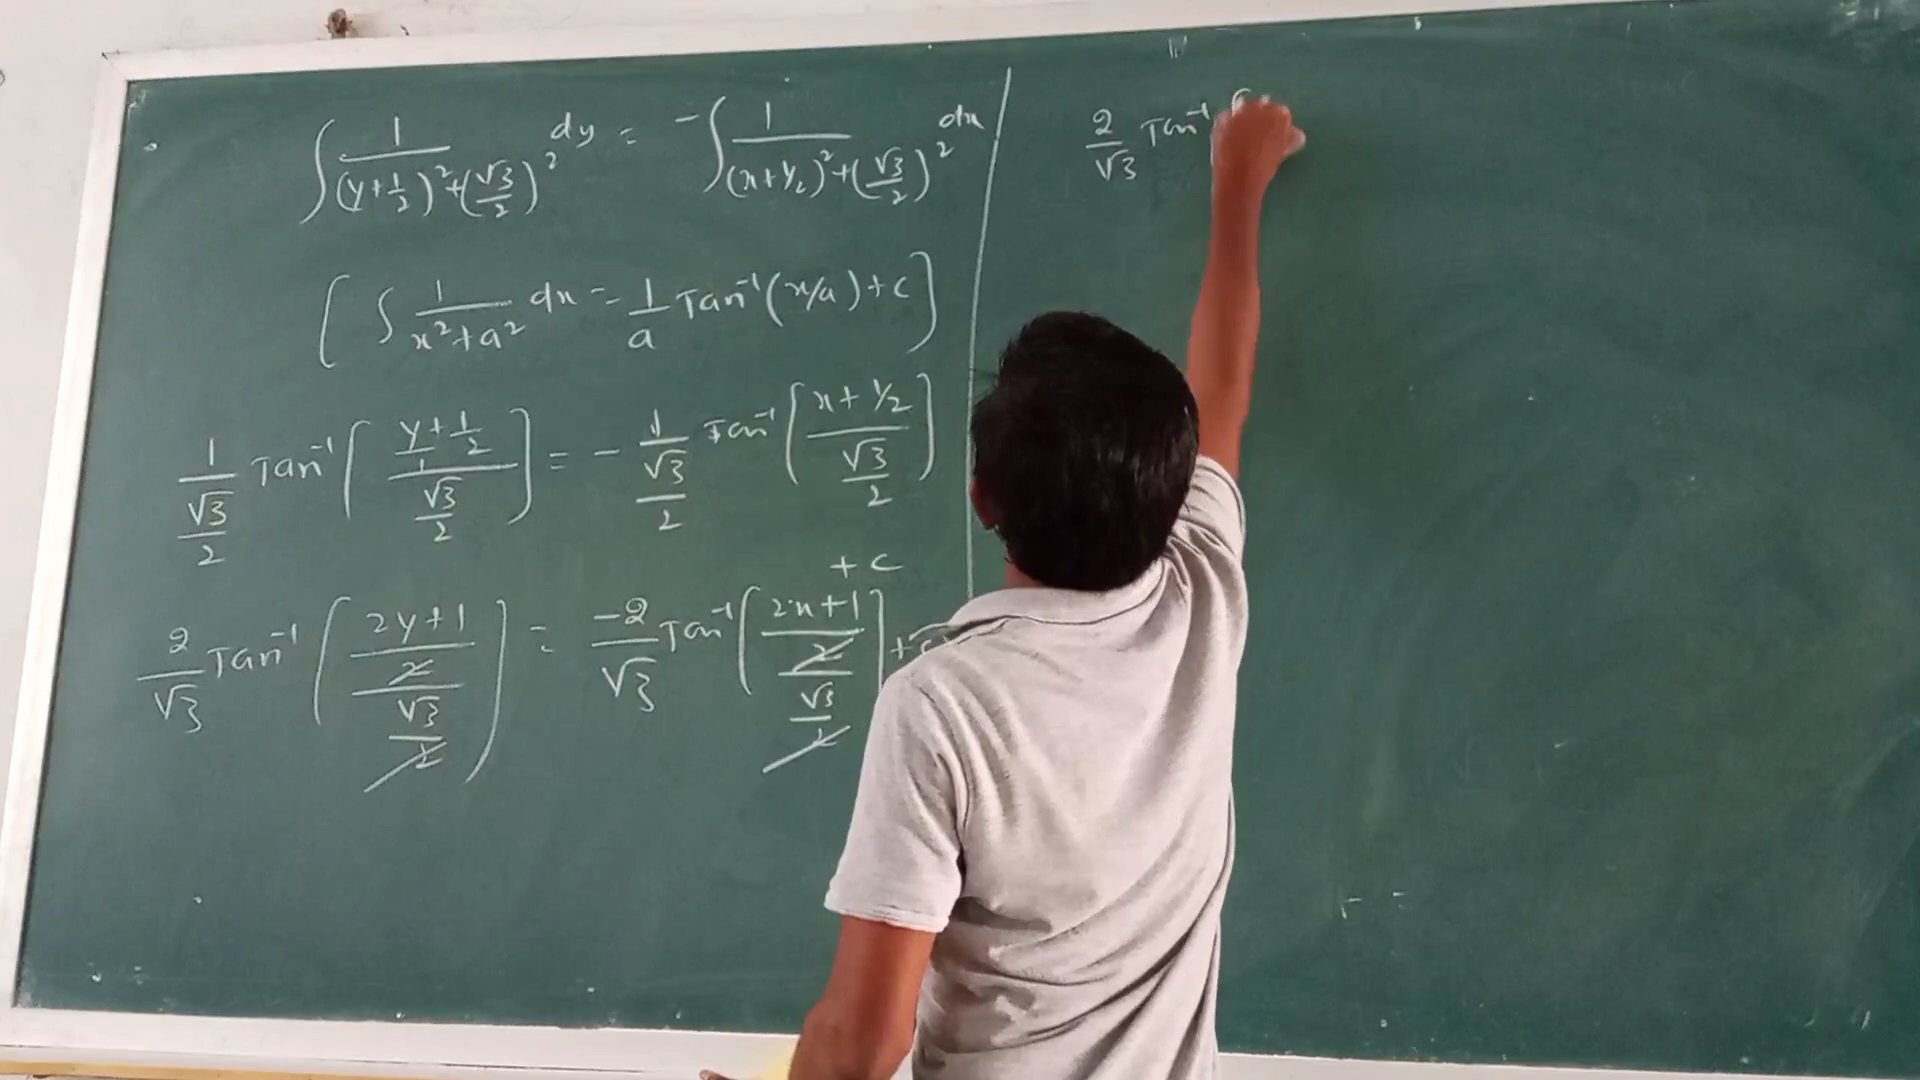 ∫ 1/((y+1/2)²+(√3/2)²) dy = -∫ 1/((x+1/2)²+(√3/2)²) dx
[ ∫ 1/(x²+a²) dx = 1/a Tan⁻¹(x/a)+c ]
1/(√3/2) Tan⁻¹[ (y+1/2)/(√3/2) ] = - 1/(√3/2) Tan⁻¹[ (x+1/2)/(√3/2) ]
+ c
2/√3 Tan⁻¹( ((2y+1)/2)/(√3/2) ) = -2/√3 Tan⁻¹[ ((2x+1)/2)/(√3/2) ] +
2/√3 Tan⁻¹